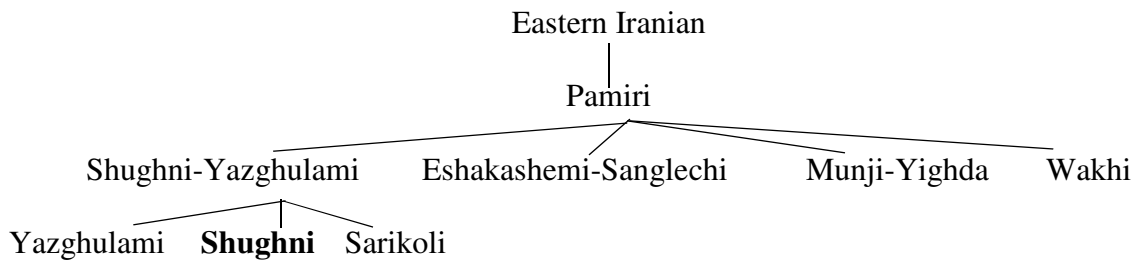 Eastern Iranian
Pamiri
Shughni-Yazghulami Eshakashemi-Sanglechi Munji-Yighda Wakhi
Yazghulami Shughni Sarikoli